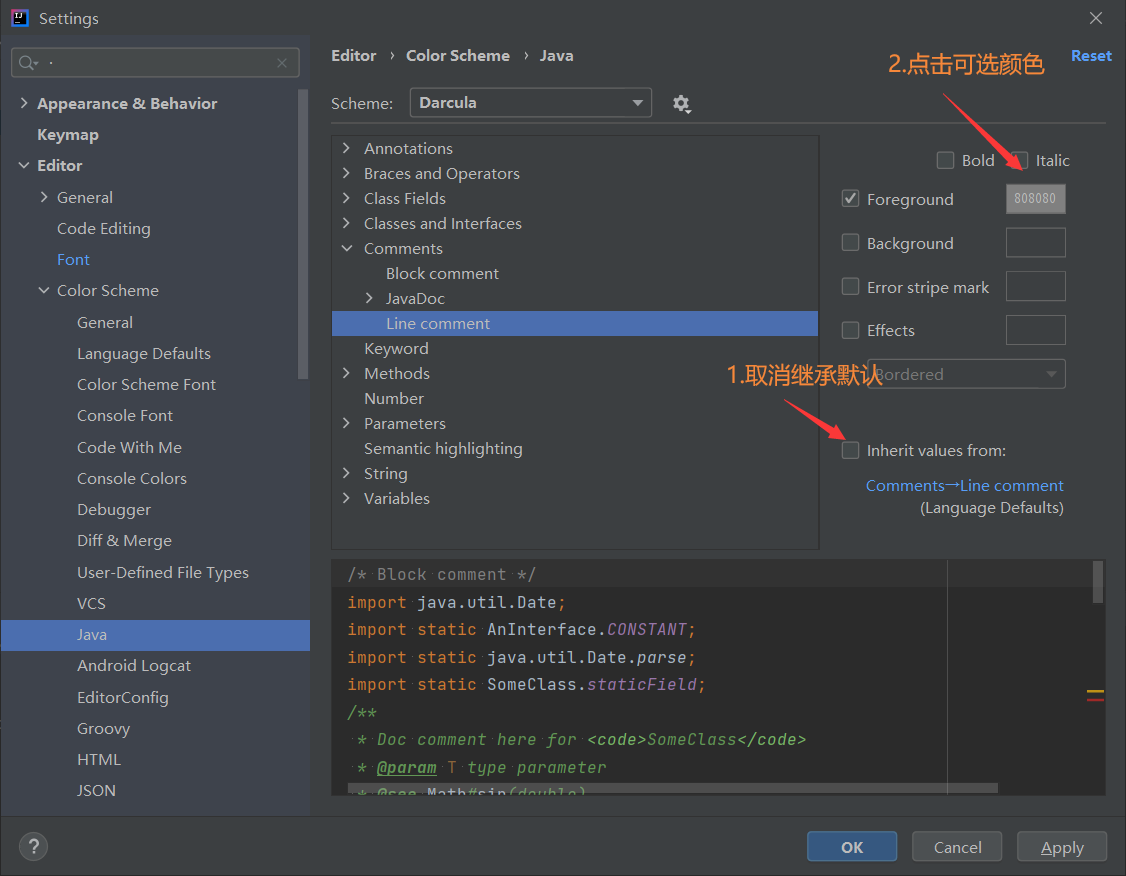 Settings
Editor › Color Scheme › Java
Reset
2.点击可选颜色
Scheme: Darcula
Appearance & Behavior
Keymap
Editor
General
Code Editing
Font
Color Scheme
General
Language Defaults
Color Scheme Font
Console Font
Code With Me
Console Colors
Debugger
Diff & Merge
User-Defined File Types
VCS
Java
Android Logcat
EditorConfig
Groovy
HTML
JSON
Annotations
Braces and Operators
Class Fields
Classes and Interfaces
Comments
Block comment
JavaDoc
Line comment
Keyword
Methods
Number
Parameters
Semantic highlighting
String
Variables
Bold Italic
Foreground 808080
Background
Error stripe mark
Effects
Bordered
1.取消继承默认
Inherit values from:
Comments→Line comment
(Language Defaults)
/* Block comment */
import java.util.Date;
import static AnInterface.CONSTANT;
import static java.util.Date.parse;
import static SomeClass.staticField;
/**
* Doc comment here for <code>SomeClass</code>
* @param T type parameter
* @see Math#sin(double)
?
OK Cancel Apply